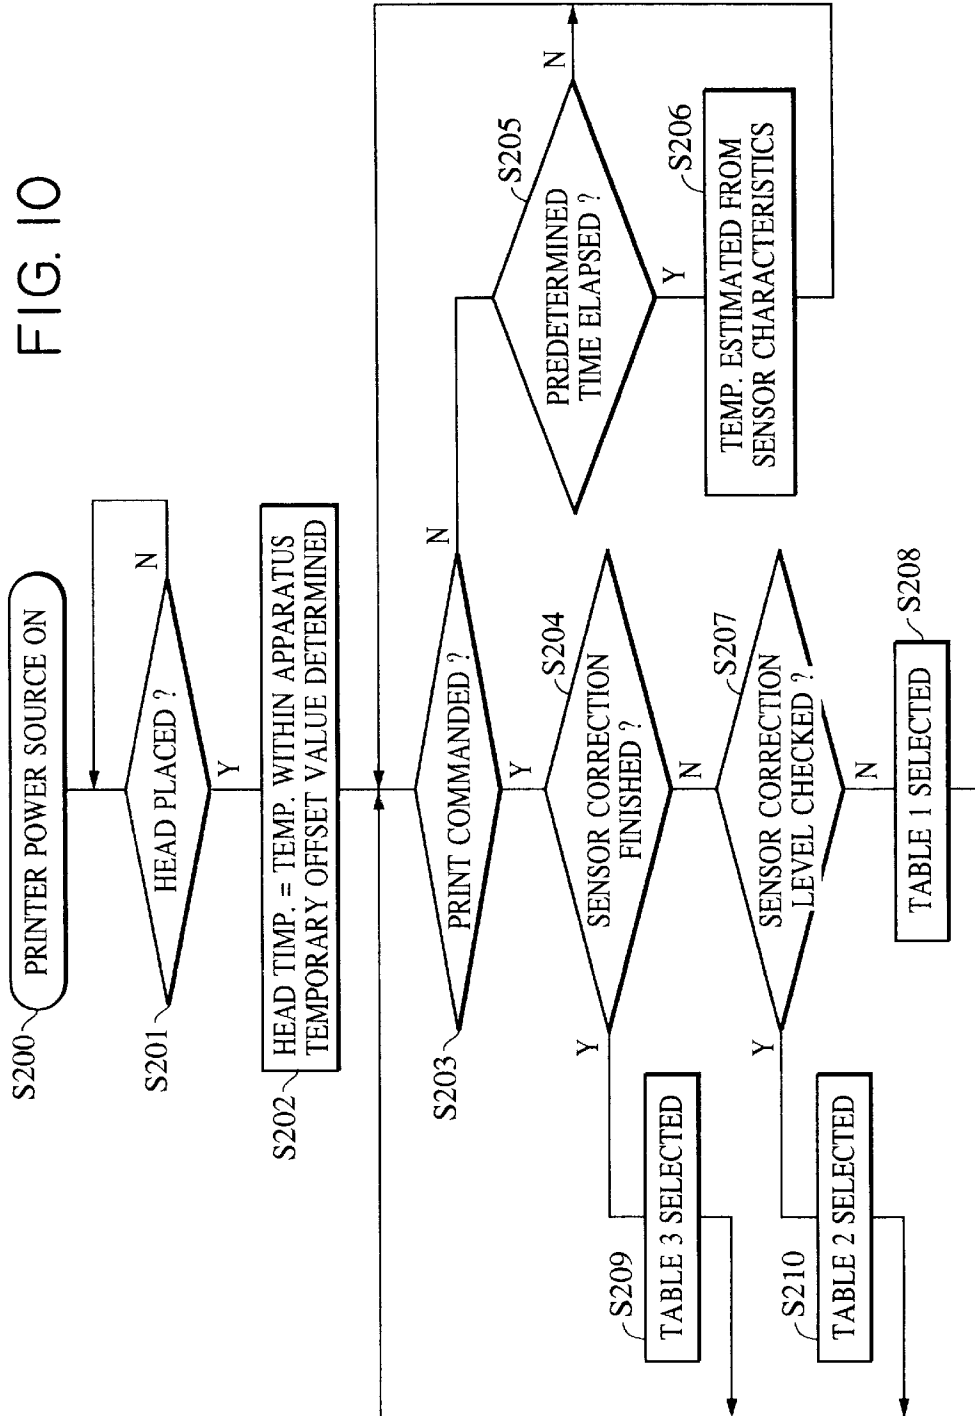 FIG. 10
S200
PRINTER POWER SOURCE ON
S201
HEAD PLACED ?
N
Y
S202
HEAD TIMP. = TEMP. WITHIN APPARATUS
TEMPORARY OFFSET VALUE DETERMINED
S203
PRINT COMMANDED ?
N
Y
S205
PREDETERMINED
TIME ELAPSED ?
N
Y
S206
TEMP. ESTIMATED FROM
SENSOR CHARACTERISTICS
S204
SENSOR CORRECTION
FINISHED ?
Y
N
S209
TABLE 3 SELECTED
S207
SENSOR CORRECTION
LEVEL CHECKED ?
Y
N
S210
TABLE 2 SELECTED
S208
TABLE 1 SELECTED